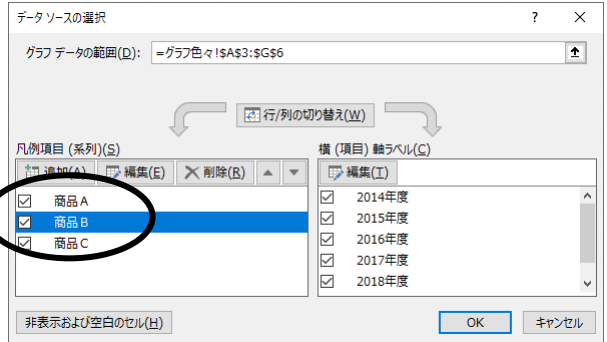 データ ソースの選択 ? ×
グラフ データの範囲(D): =グラフ色々!$A$3:$G$6
行/列の切り替え(W)
凡例項目 (系列)(S)
追加(A) 編集(E) 削除(R)
商品A
商品B
商品C
横 (項目) 軸ラベル(C)
編集(T)
2014年度
2015年度
2016年度
2017年度
2018年度
非表示および空白のセル(H)
OK
キャンセル